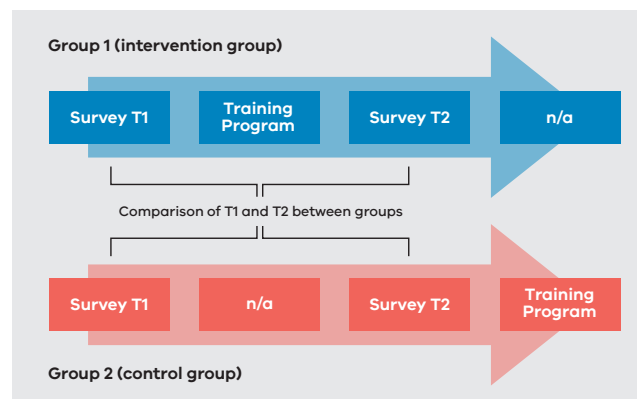 Group 1 (intervention group)
Survey T1
Training
Program
Survey T2
n/a
Comparison of T1 and T2 between groups
Survey T1
n/a
Survey T2
Training
Program
Group 2 (control group)